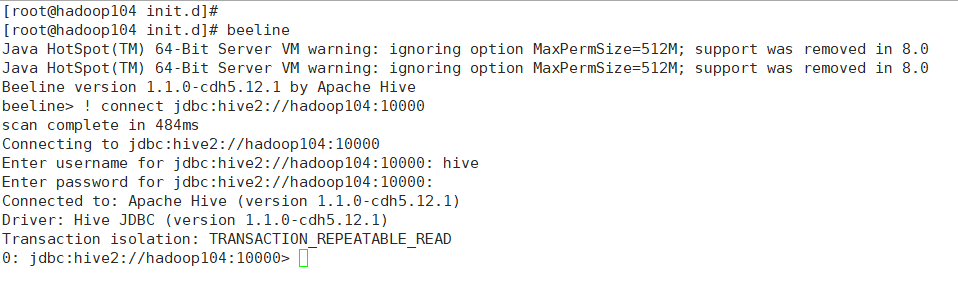 [root@hadoop104 init.d]#
[root@hadoop104 init.d]# beeline
Java HotSpot(TM) 64-Bit Server VM warning: ignoring option MaxPermSize=512M; support was removed in 8.0
Java HotSpot(TM) 64-Bit Server VM warning: ignoring option MaxPermSize=512M; support was removed in 8.0
Beeline version 1.1.0-cdh5.12.1 by Apache Hive
beeline> ! connect jdbc:hive2://hadoop104:10000
scan complete in 484ms
Connecting to jdbc:hive2://hadoop104:10000
Enter username for jdbc:hive2://hadoop104:10000: hive
Enter password for jdbc:hive2://hadoop104:10000:
Connected to: Apache Hive (version 1.1.0-cdh5.12.1)
Driver: Hive JDBC (version 1.1.0-cdh5.12.1)
Transaction isolation: TRANSACTION_REPEATABLE_READ
0: jdbc:hive2://hadoop104:10000>